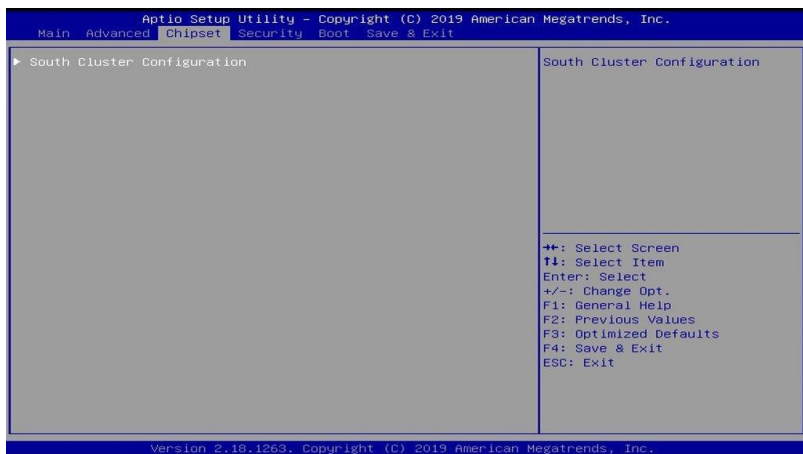 Aptio Setup Utility – Copyright (C) 2019 American Megatrends, Inc.
Main Advanced Chipset Security Boot Save & Exit
▶ South Cluster Configuration
South Cluster Configuration
→←: Select Screen
↑↓: Select Item
Enter: Select
+/-: Change Opt.
F1: General Help
F2: Previous Values
F3: Optimized Defaults
F4: Save & Exit
ESC: Exit
Version 2.18.1263. Copyright (C) 2019 American Megatrends, Inc.